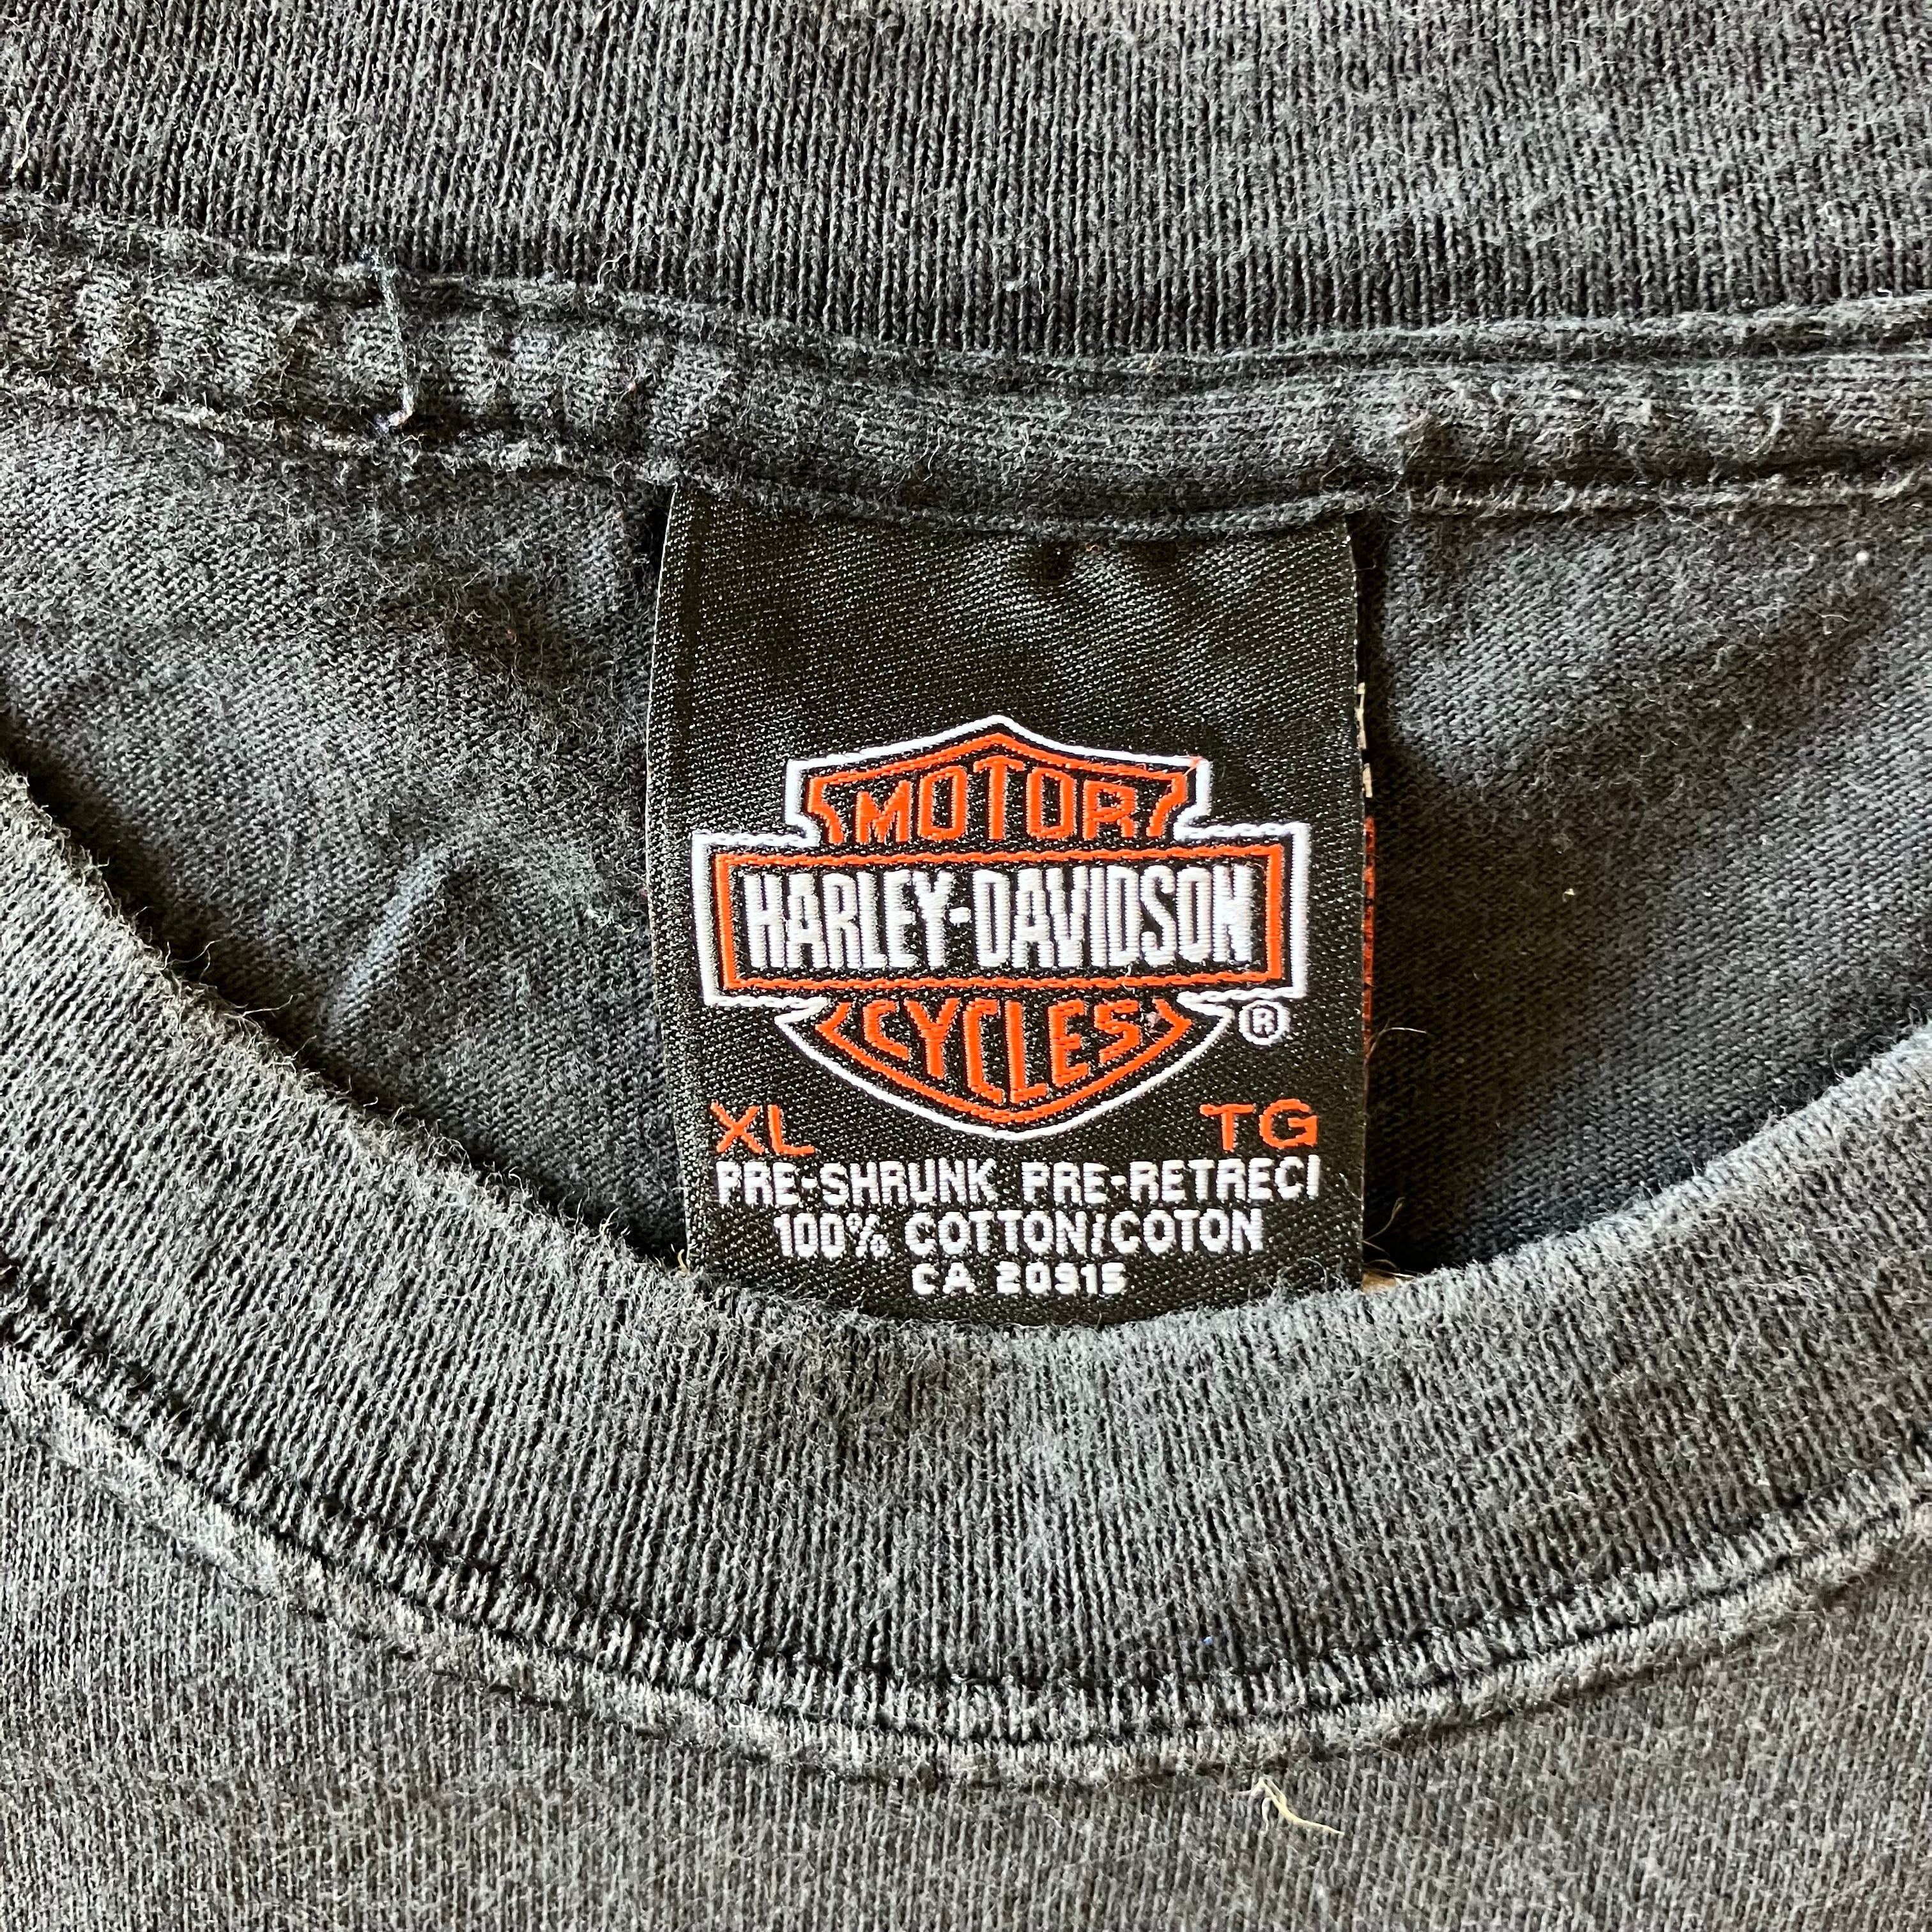 MOTOR
HARLEY-DAVIDSON
CYCLES ®
XL TG
PRE-SHRUNK PRE-RETRECI
100% COTTON/COTON
CA 20915